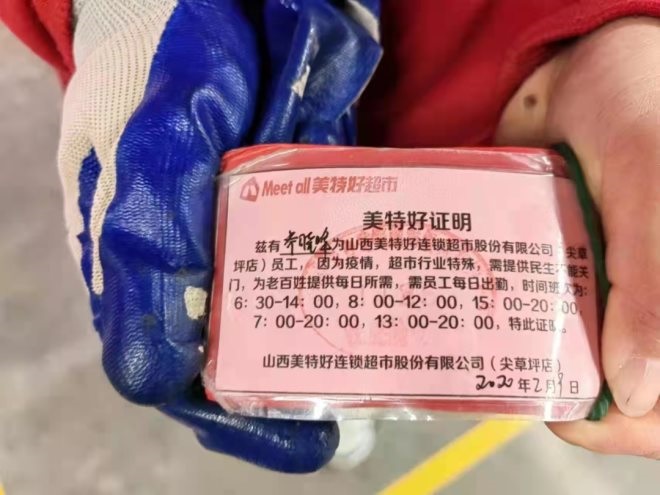 Meet all 美特好超市
美特好证明
兹有 为山西美特好连锁超市股份有限公司（尖草
坪店）员工，因为疫情，超市行业特殊，需提供民生不能关
门，为老百姓提供每日所需，需员工每日出勤，时间班次为：
6：30-14：00，8：00-12：00，15：00-20：00，
7：00-20：00，13：00-20：00，特此证明。
山西美特好连锁超市股份有限公司（尖草坪店）
2020年2月9日